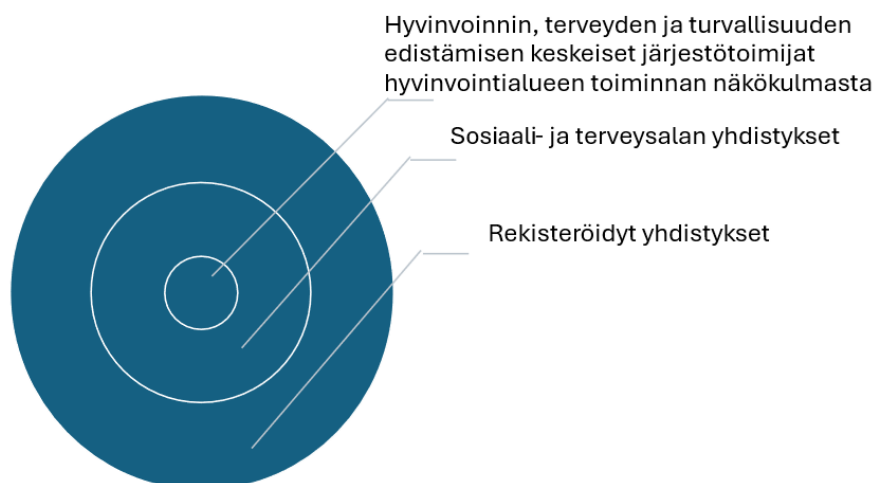 Hyvinvoinnin, terveyden ja turvallisuuden
edistämisen keskeiset järjestötoimijat
hyvinvointialueen toiminnan näkökulmasta
Sosiaali- ja terveysalan yhdistykset
Rekisteröidyt yhdistykset